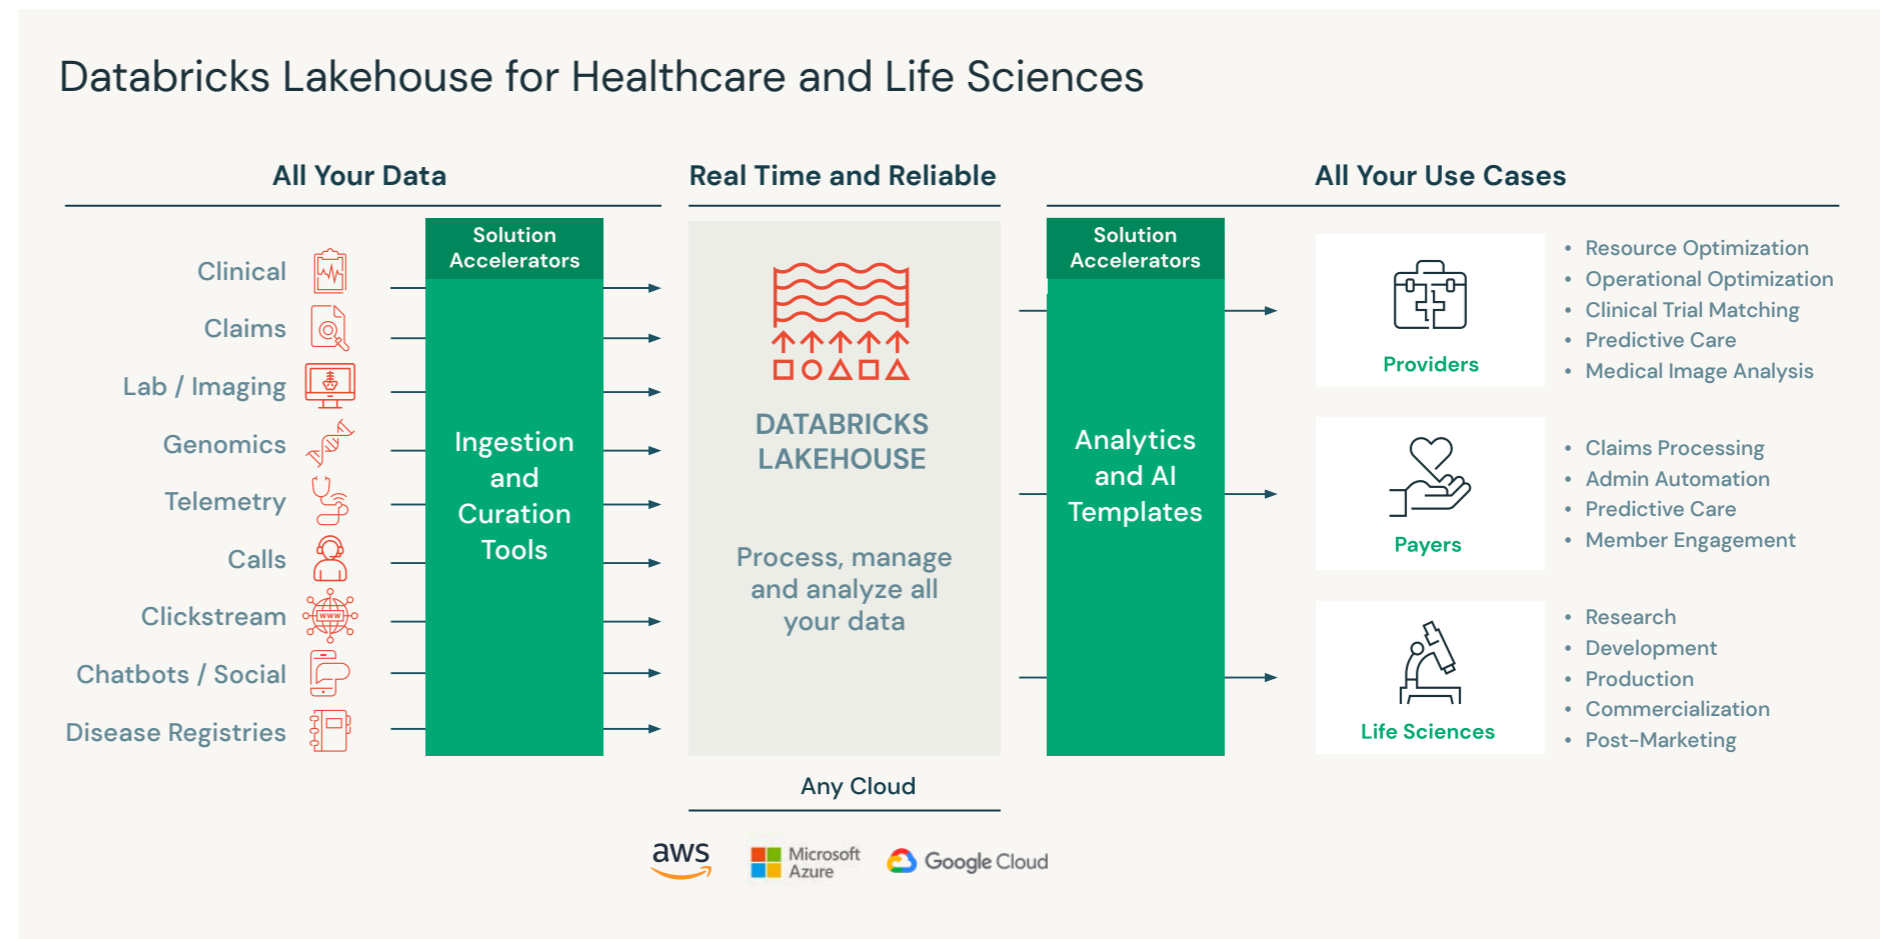 Databricks Lakehouse for Healthcare and Life Sciences
All Your Data
Clinical
Claims
Lab / Imaging
Genomics
Telemetry
Calls
Clickstream
WWW
Chatbots / Social
Disease Registries
Solution
Accelerators
Ingestion
and
Curation
Tools
Real Time and Reliable
DATABRICKS
LAKEHOUSE
Process, manage
and analyze all
your data
Any Cloud
aws
Microsoft
Azure
Google Cloud
All Your Use Cases
Solution
Accelerators
Analytics
and AI
Templates
Providers
• Resource Optimization
• Operational Optimization
• Clinical Trial Matching
• Predictive Care
• Medical Image Analysis
Payers
• Claims Processing
• Admin Automation
• Predictive Care
• Member Engagement
Life Sciences
• Research
• Development
• Production
• Commercialization
• Post-Marketing